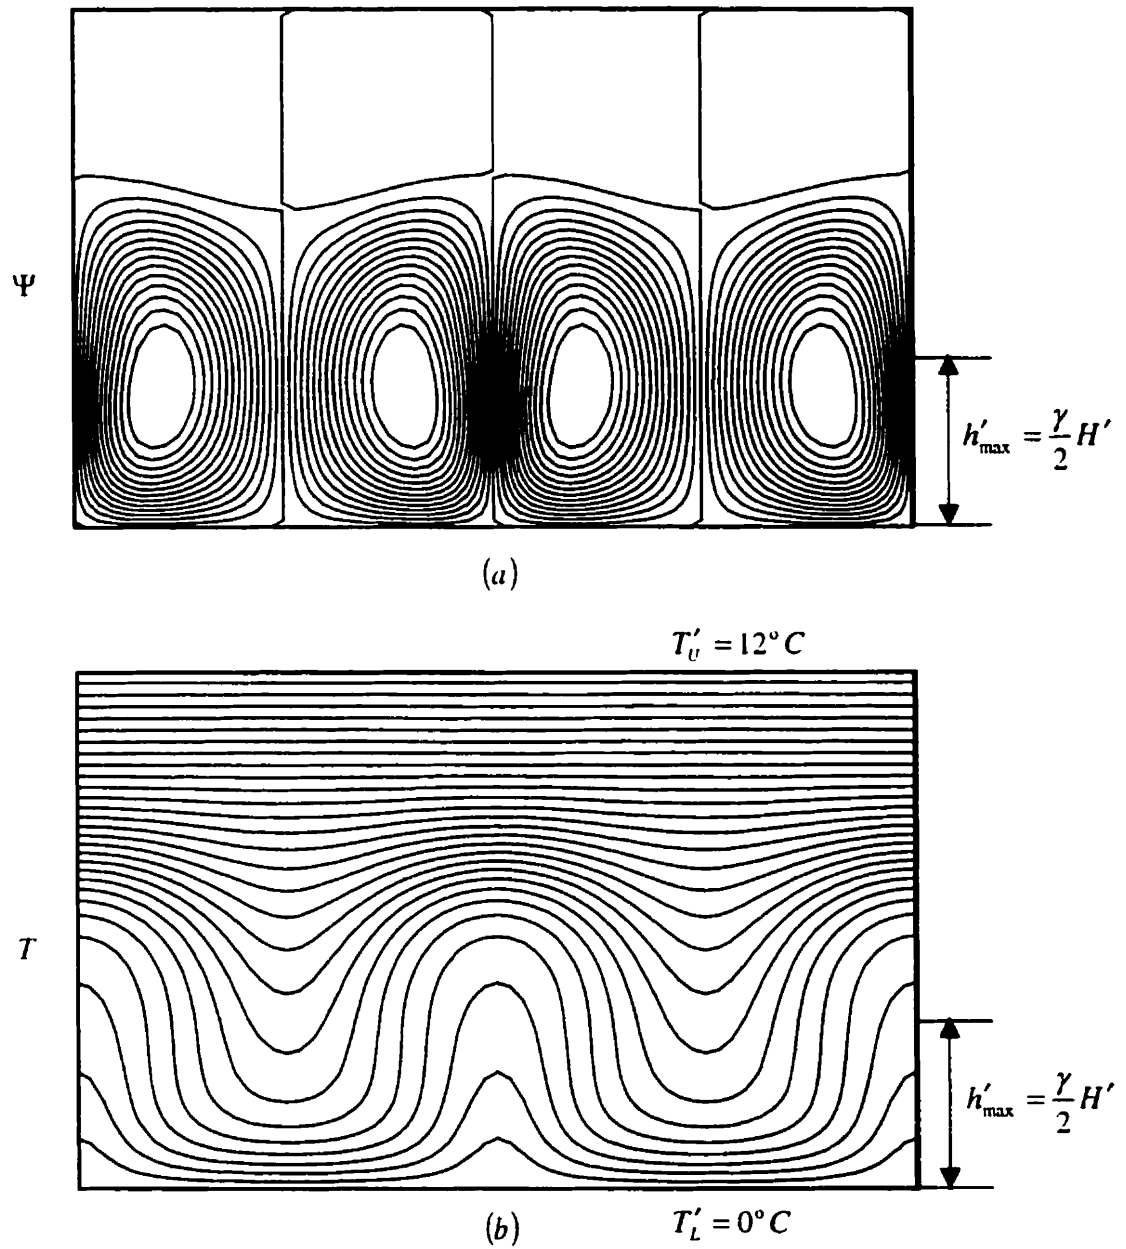 Ψ
h′max = γ/2 H′
(a)
T′U = 12° C
T
h′max = γ/2 H′
(b)
T′L = 0° C